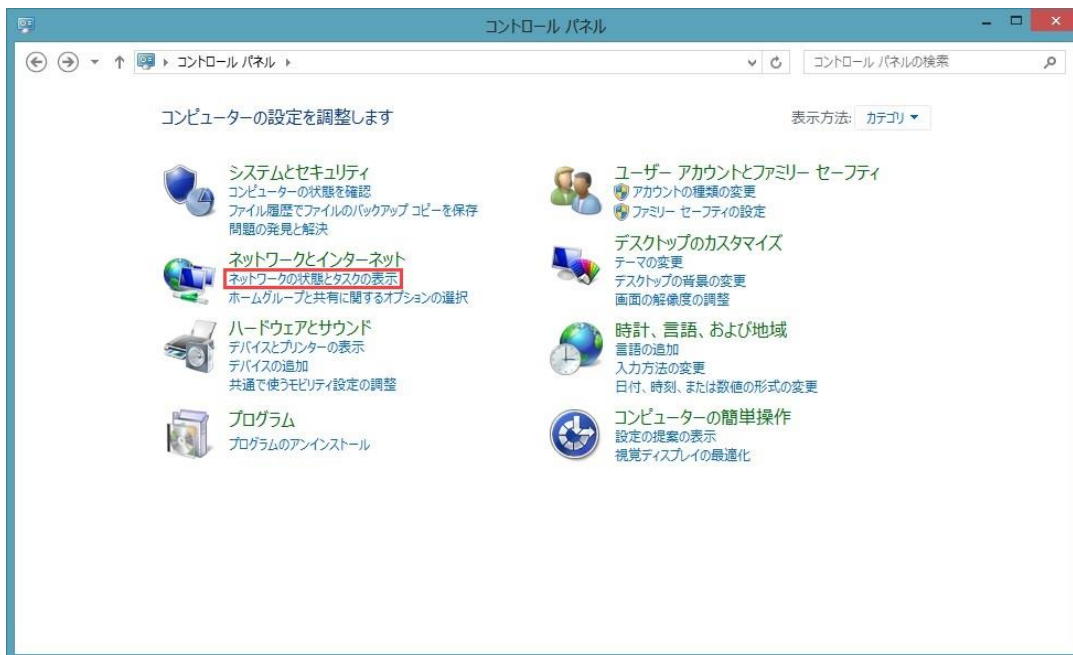 コントロール パネル
コントロール パネル
コントロール パネルの検索
コンピューターの設定を調整します
表示方法: カテゴリ
システムとセキュリティ
コンピューターの状態を確認
ファイル履歴でファイルのバックアップ コピーを保存
問題の発見と解決
ネットワークとインターネット
ネットワークの状態とタスクの表示
ホームグループと共有に関するオプションの選択
ハードウェアとサウンド
デバイスとプリンターの表示
デバイスの追加
共通で使うモビリティ設定の調整
プログラム
プログラムのアンインストール
ユーザー アカウントとファミリー セーフティ
アカウントの種類の変更
ファミリー セーフティの設定
デスクトップのカスタマイズ
テーマの変更
デスクトップの背景の変更
画面の解像度の調整
時計、言語、および地域
言語の追加
入力方法の変更
日付、時刻、または数値の形式の変更
コンピューターの簡単操作
設定の提案の表示
視覚ディスプレイの最適化